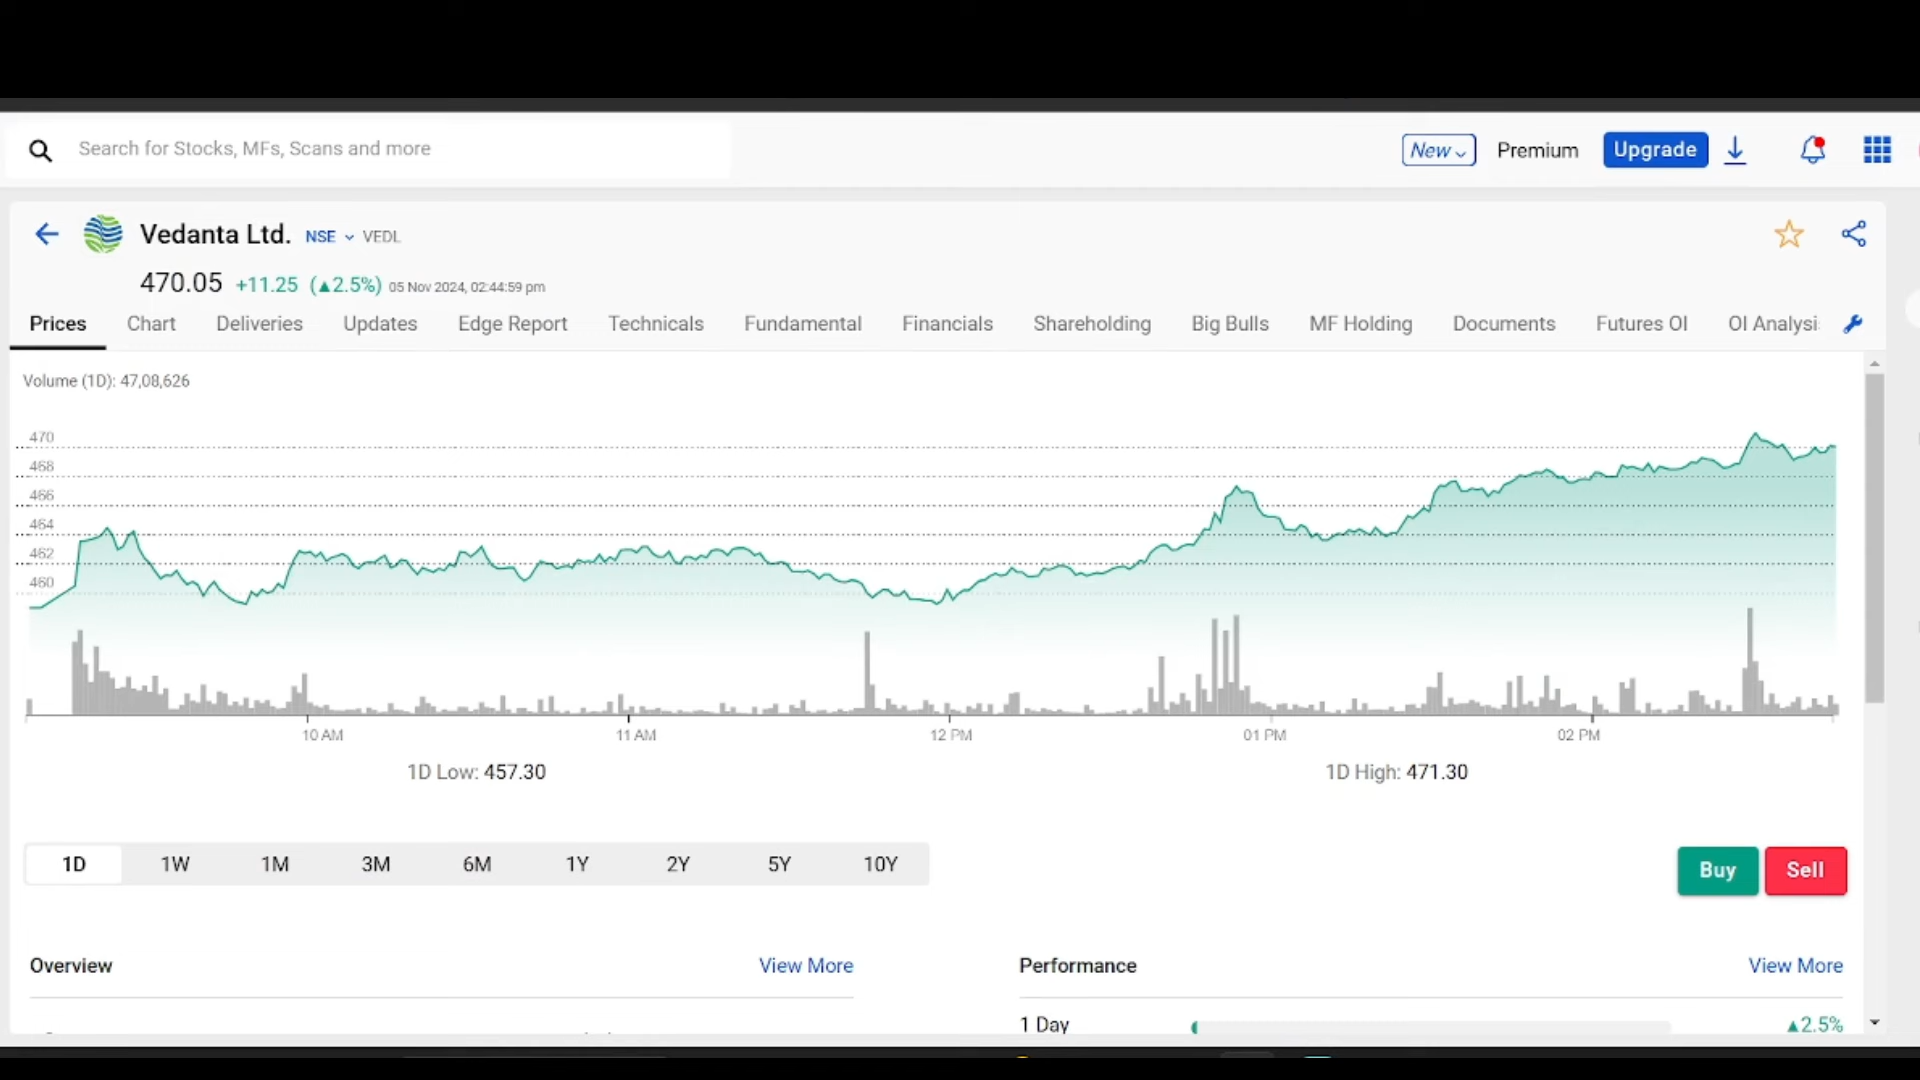 Search for Stocks, MFs, Scans and more
New Premium Upgrade
Vedanta Ltd. NSE VEDL
470.05 +11.25 (▲2.5%) 05 Nov 2024, 02:44:59 pm
Prices Chart Deliveries Updates Edge Report Technicals Fundamental Financials Shareholding Big Bulls MF Holding Documents Futures OI OI Analysi
Volume (1D): 47,08,626
470
468
466
464
462
460
10 AM 11 AM 12 PM 01 PM 02 PM
1D Low: 457.30 1D High: 471.30
1D 1W 1M 3M 6M 1Y 2Y 5Y 10Y
Buy Sell
Overview View More Performance View More
1 Day ▲2.5%